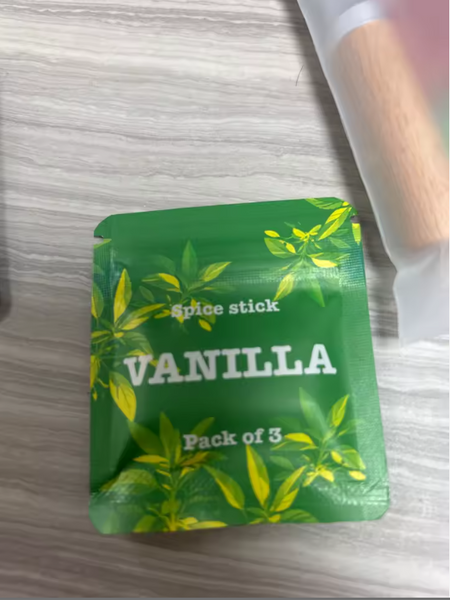 Spice stick
VANILLA
Pack of 3